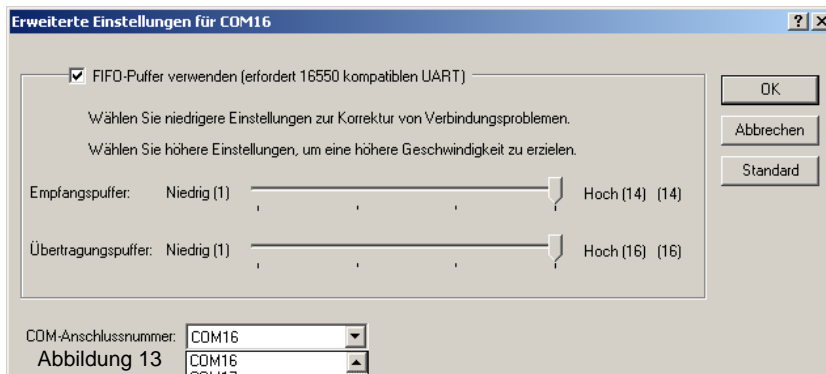 Erweiterte Einstellungen für COM16
FIFO-Puffer verwenden (erfordert 16550 kompatiblen UART)
OK
Wählen Sie niedrigere Einstellungen zur Korrektur von Verbindungsproblemen.
Abbrechen
Wählen Sie höhere Einstellungen, um eine höhere Geschwindigkeit zu erzielen.
Standard
Empfangspuffer: Niedrig (1) Hoch (14) (14)
Übertragungspuffer: Niedrig (1) Hoch (16) (16)
COM-Anschlussnummer: COM16
Abbildung 13 COM16